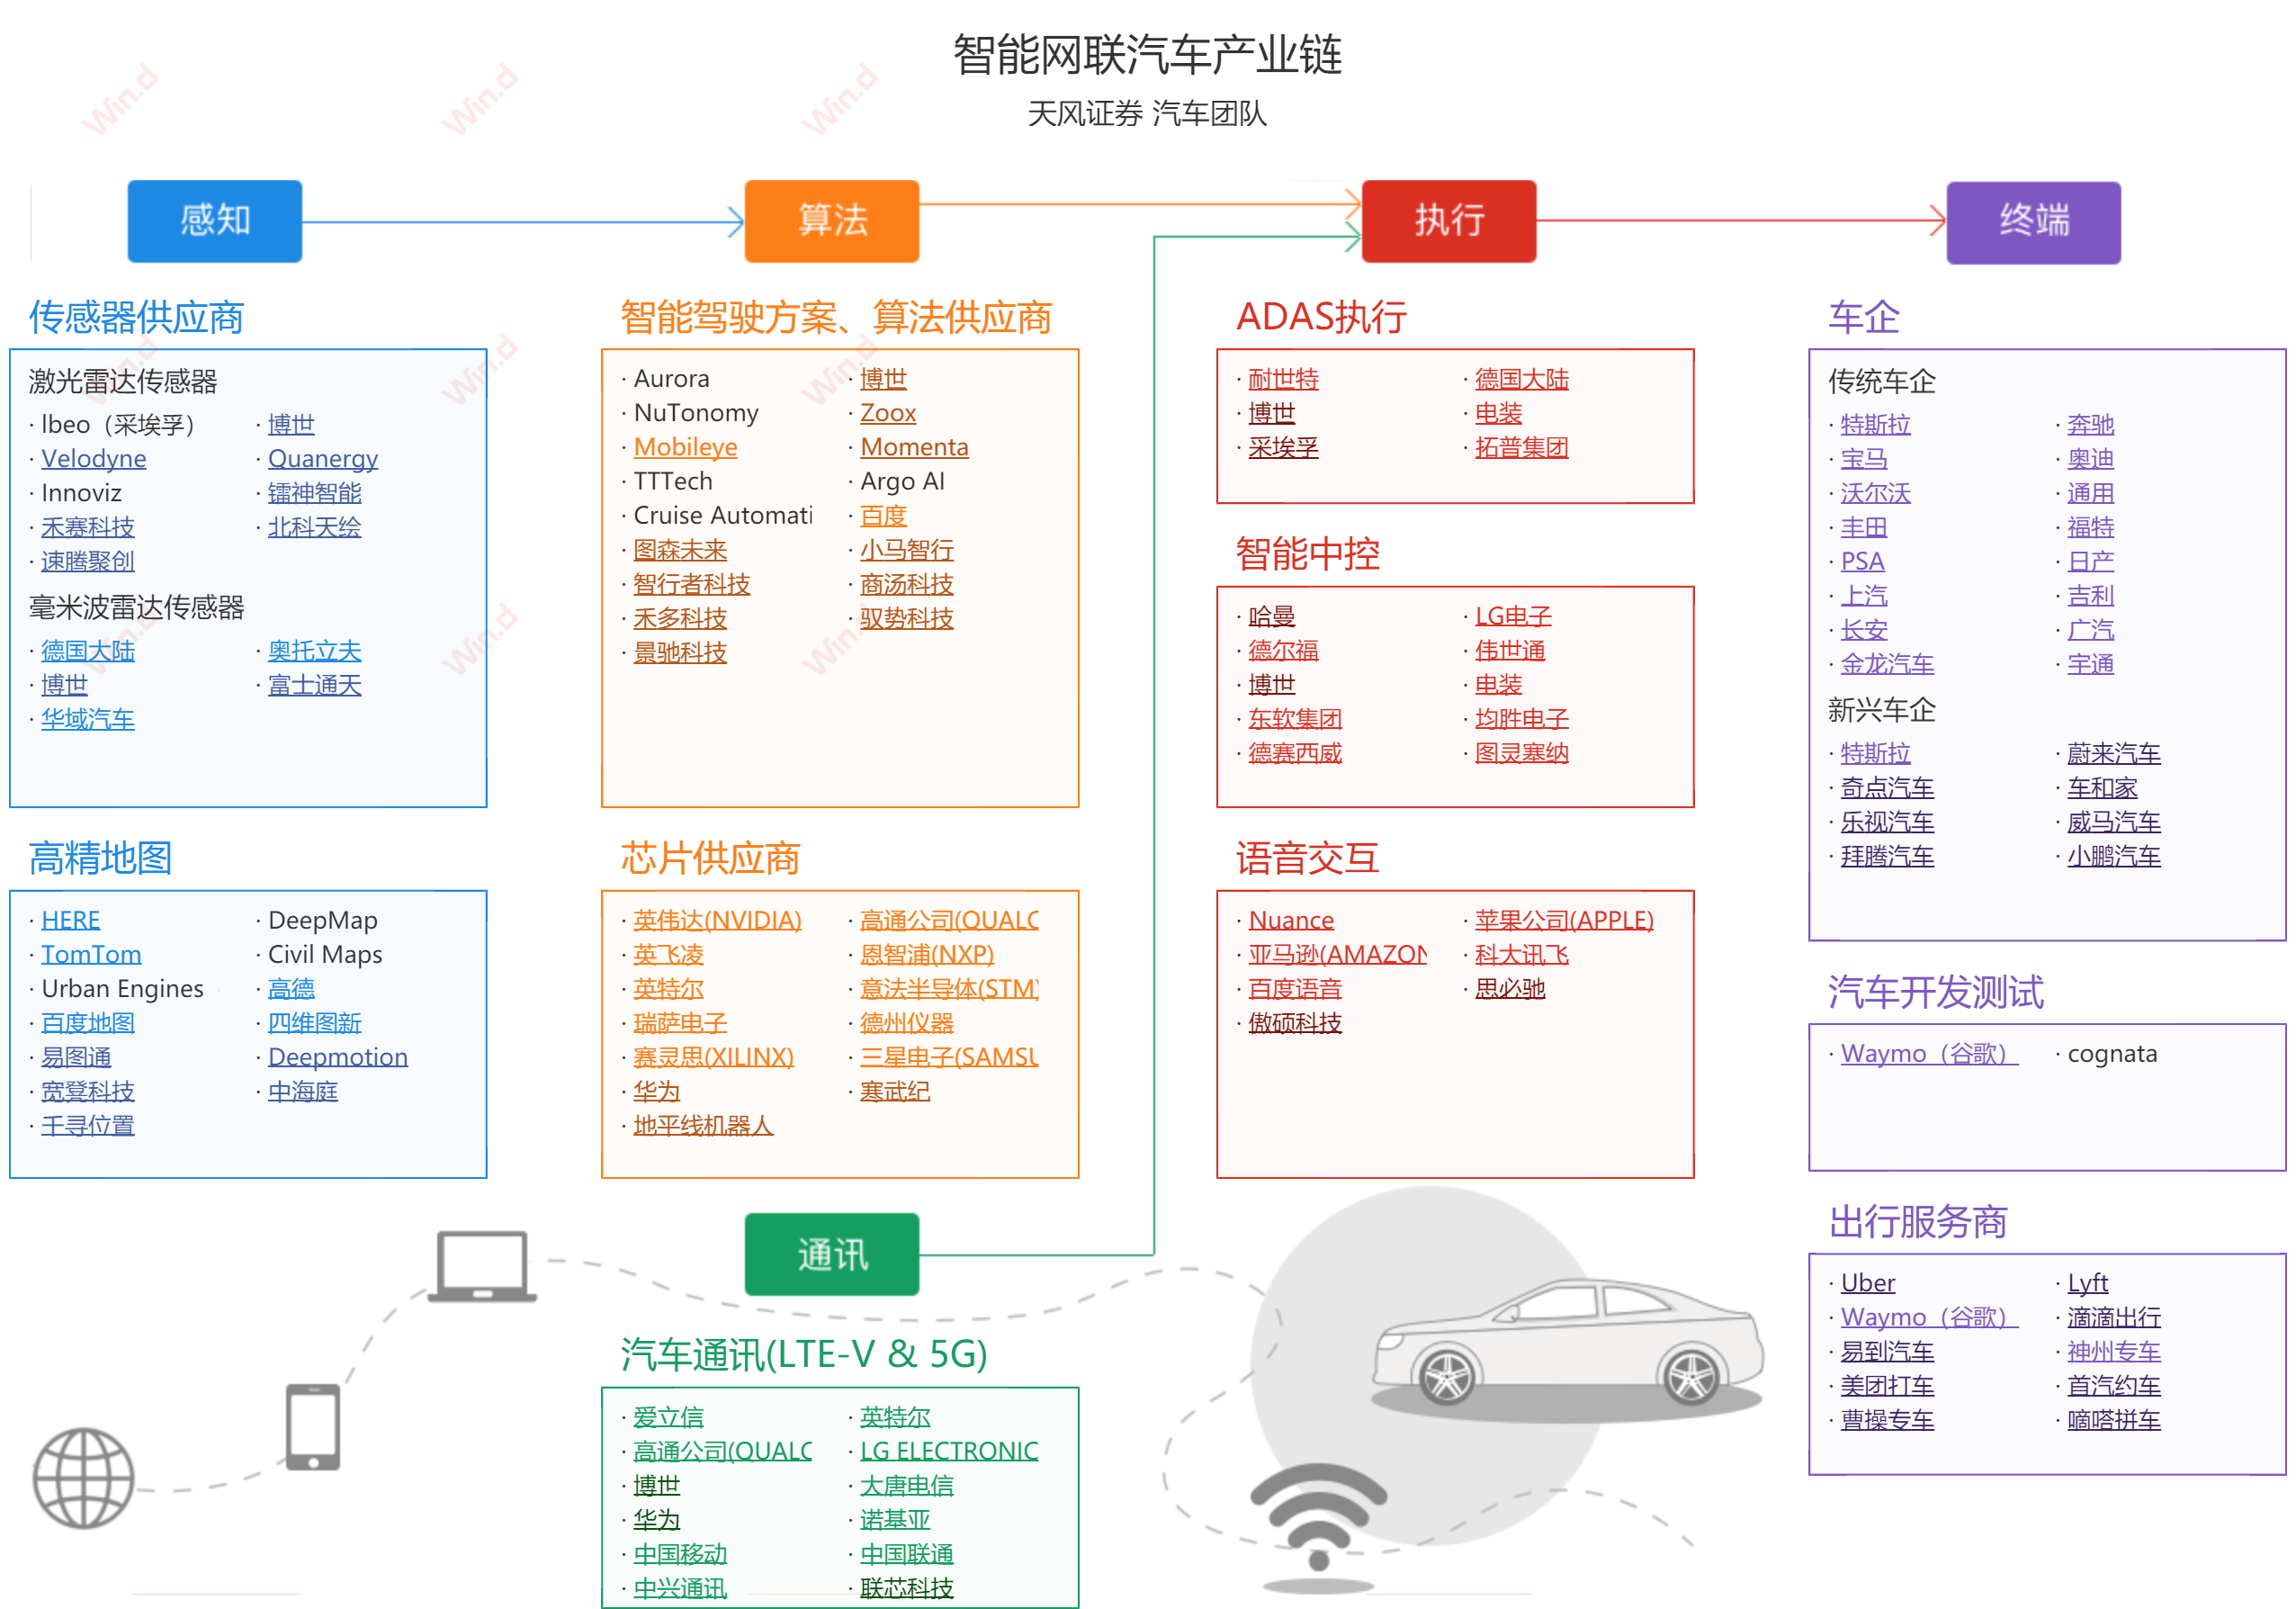 智能网联汽车产业链
天风证券 汽车团队
感知
算法
执行
终端
传感器供应商
激光雷达传感器
· Ibeo（采埃孚）
· 博世
· Velodyne
· Quanergy
· Innoviz
· 镭神智能
· 禾赛科技
· 北科天绘
· 速腾聚创
毫米波雷达传感器
· 德国大陆
· 奥托立夫
· 博世
· 富士通天
· 华域汽车
高精地图
· HERE
· DeepMap
· TomTom
· Civil Maps
· Urban Engines
· 高德
· 百度地图
· 四维图新
· 易图通
· Deepmotion
· 宽凳科技
· 中海庭
· 千寻位置
智能驾驶方案、算法供应商
· Aurora
· 博世
· NuTonomy
· Zoox
· Mobileye
· Momenta
· TTTech
· Argo AI
· Cruise Automati
· 百度
· 图森未来
· 小马智行
· 智行者科技
· 商汤科技
· 禾多科技
· 驭势科技
· 景驰科技
芯片供应商
· 英伟达(NVIDIA)
· 高通公司(QUALC
· 英飞凌
· 恩智浦(NXP)
· 英特尔
· 意法半导体(STM)
· 瑞萨电子
· 德州仪器
· 赛灵思(XILINX)
· 三星电子(SAMSU
· 华为
· 寒武纪
· 地平线机器人
通讯
汽车通讯(LTE-V & 5G)
· 爱立信
· 英特尔
· 高通公司(QUALC
· LG ELECTRONIC
· 博世
· 大唐电信
· 华为
· 诺基亚
· 中国移动
· 中国联通
· 中兴通讯
· 联芯科技
ADAS执行
· 耐世特
· 德国大陆
· 博世
· 电装
· 采埃孚
· 拓普集团
智能中控
· 哈曼
· LG电子
· 德尔福
· 伟世通
· 博世
· 电装
· 东软集团
· 均胜电子
· 德赛西威
· 图灵塞纳
语音交互
· Nuance
· 苹果公司(APPLE)
· 亚马逊(AMAZON
· 科大讯飞
· 百度语音
· 思必驰
· 傲硕科技
车企
传统车企
· 特斯拉
· 奔驰
· 宝马
· 奥迪
· 沃尔沃
· 通用
· 丰田
· 福特
· PSA
· 日产
· 上汽
· 吉利
· 长安
· 广汽
· 金龙汽车
· 宇通
新兴车企
· 特斯拉
· 蔚来汽车
· 奇点汽车
· 车和家
· 乐视汽车
· 威马汽车
· 拜腾汽车
· 小鹏汽车
汽车开发测试
· Waymo（谷歌）
· cognata
出行服务商
· Uber
· Lyft
· Waymo（谷歌）
· 滴滴出行
· 易到汽车
· 神州专车
· 美团打车
· 首汽约车
· 曹操专车
· 嘀嗒拼车
Win.d
Win.d
Win.d
Win.d
Win.d
Win.d
Win.d
Win.d
Win.d